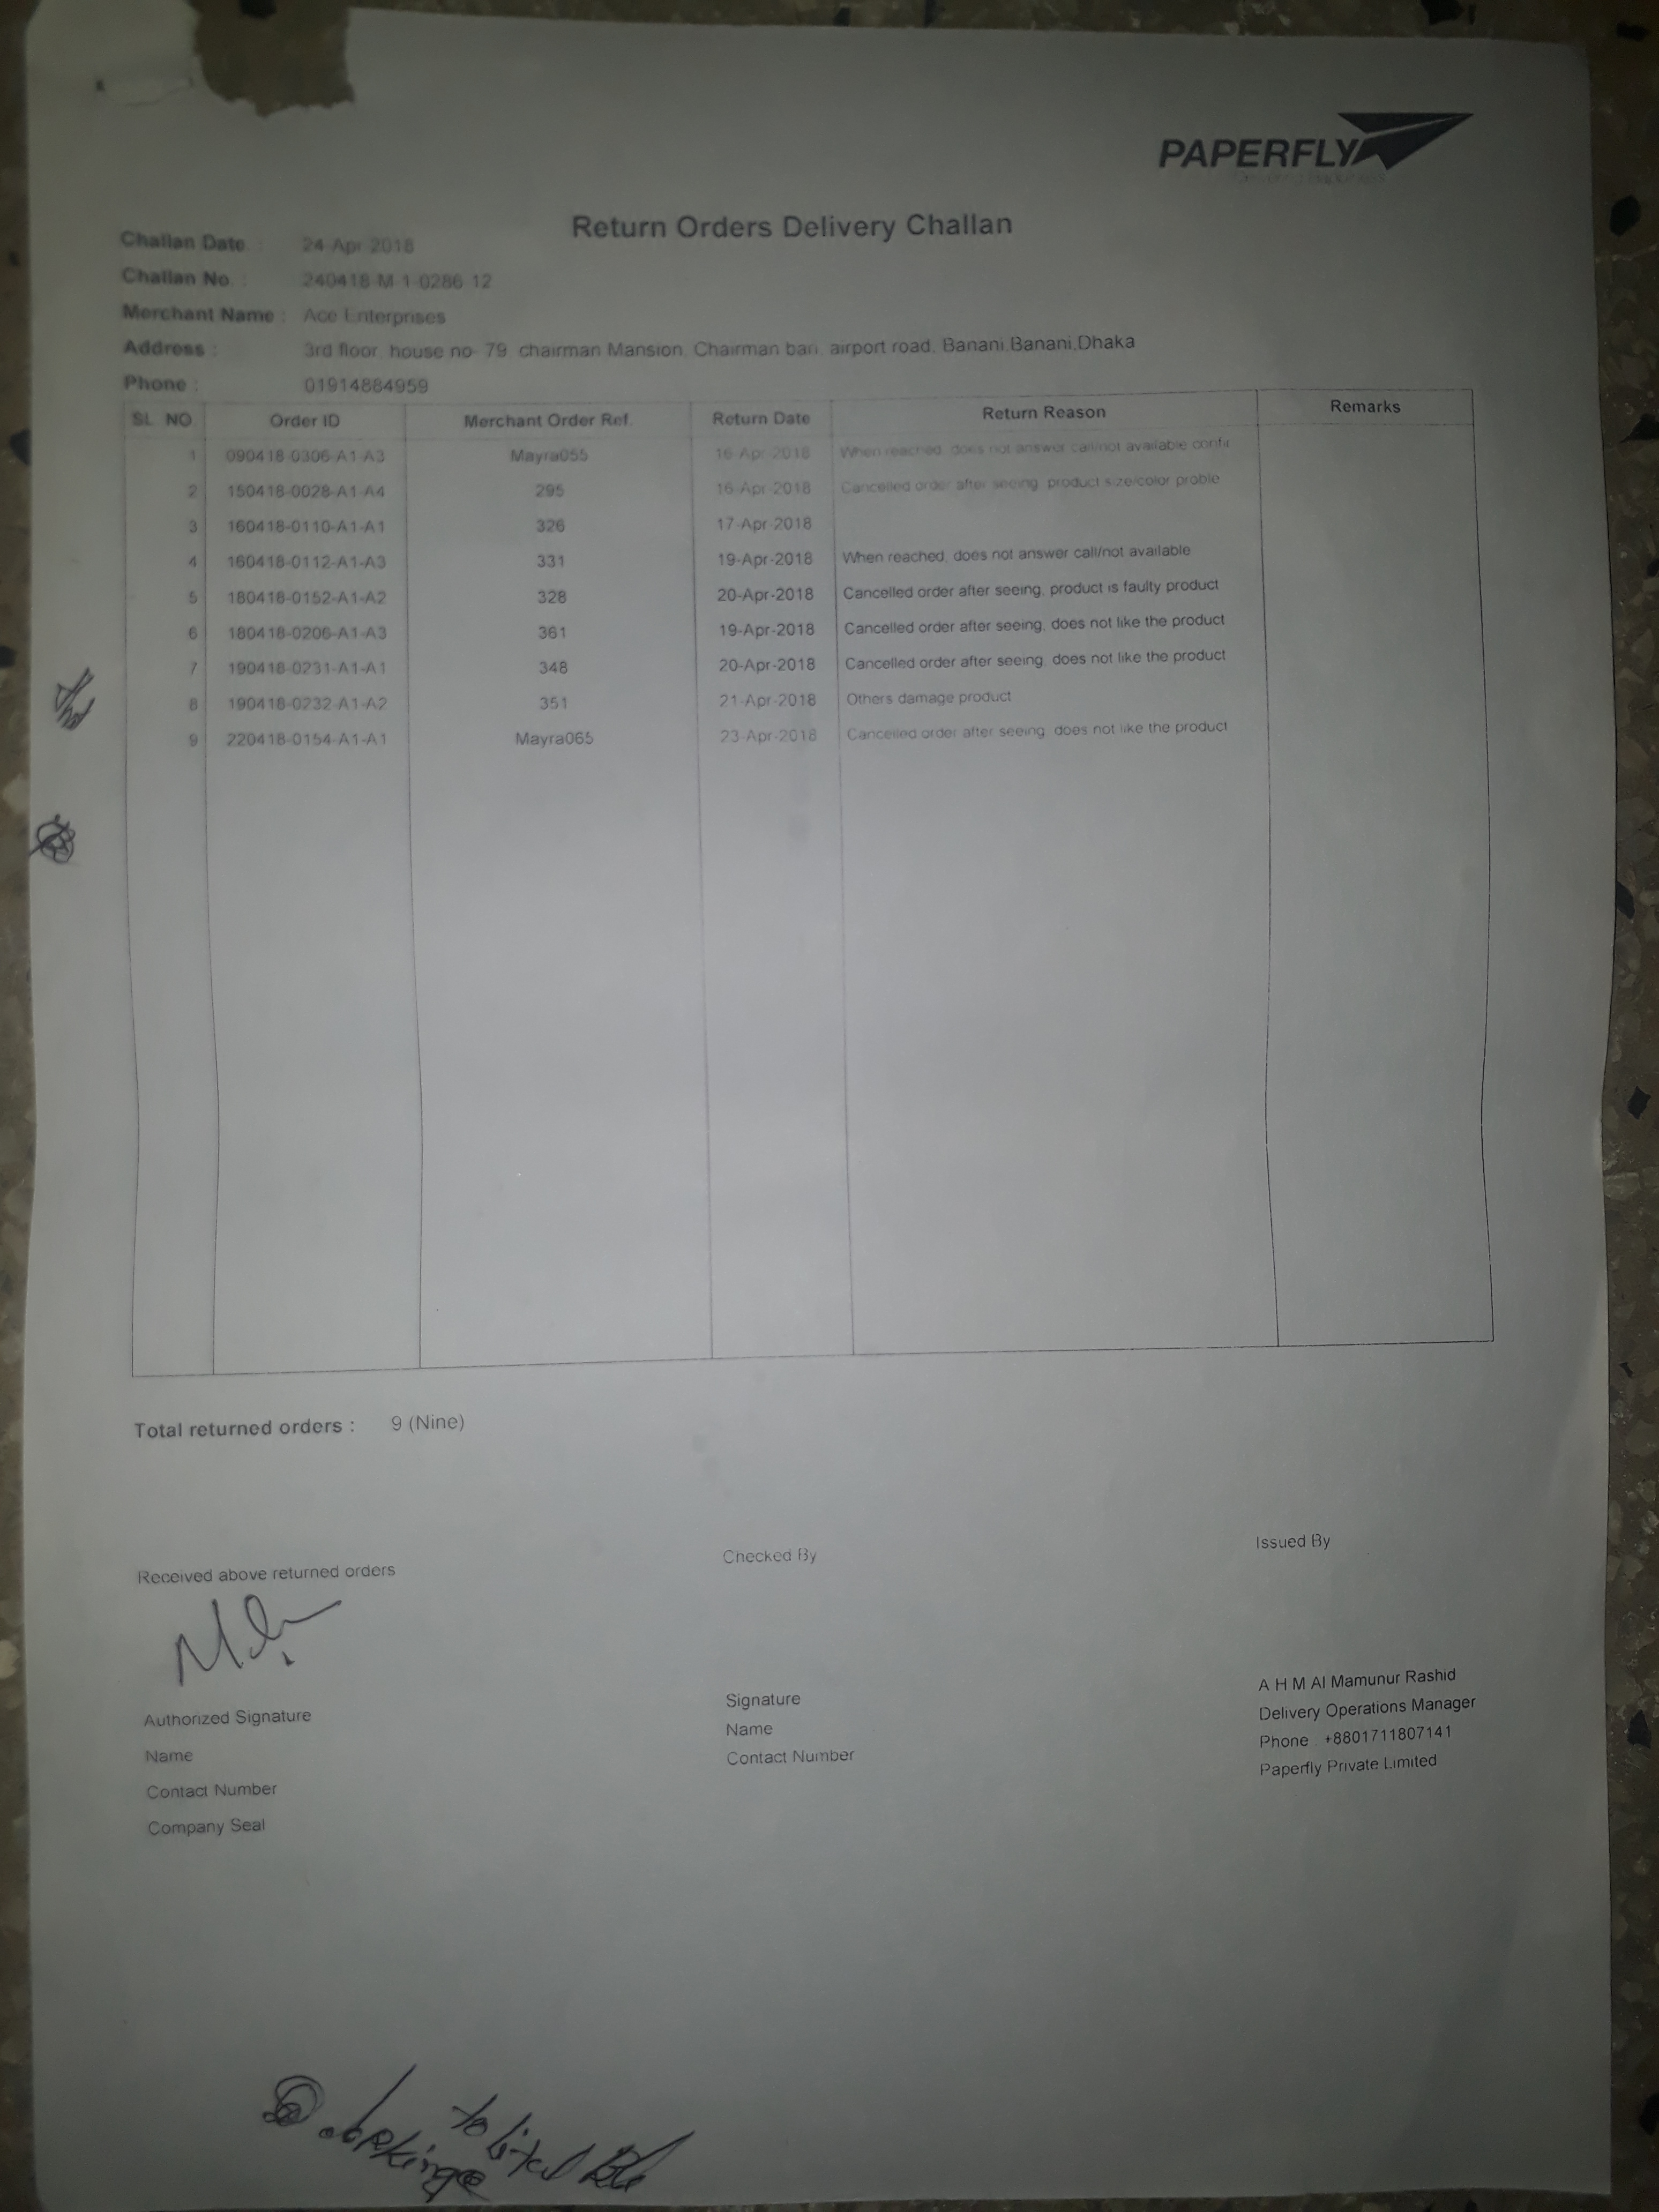 PAPERFLY
Return Orders Delivery Challan
Challan Date : 24-Apr-2018
Challan No. : 240418-M-1-0286-12
Merchant Name : Ace Enterprises
Address : 3rd floor, house no- 79, chairman Mansion, Chairman bari, airport road, Banani,Banani,Dhaka
Phone : 01914884959
SL. NO Order ID Merchant Order Ref. Return Date Return Reason Remarks
1 090418-0306-A1-A3 Mayra055 16-Apr-2018 When reached, does not answer call/not available confir
2 150418-0028-A1-A4 295 16-Apr-2018 Cancelled order after seeing, product size/color proble
3 160418-0110-A1-A1 326 17-Apr-2018
4 160418-0112-A1-A3 331 19-Apr-2018 When reached, does not answer call/not available
5 180418-0152-A1-A2 328 20-Apr-2018 Cancelled order after seeing, product is faulty product
6 180418-0206-A1-A3 361 19-Apr-2018 Cancelled order after seeing, does not like the product
7 190418-0231-A1-A1 348 20-Apr-2018 Cancelled order after seeing, does not like the product
8 190418-0232-A1-A2 351 21-Apr-2018 Others damage product
9 220418-0154-A1-A1 Mayra065 23-Apr-2018 Cancelled order after seeing, does not like the product
Total returned orders : 9 (Nine)
Received above returned orders Checked By Issued By
Authorized Signature Signature A H M Al Mamunur Rashid
Name Name Delivery Operations Manager
Contact Number Contact Number Phone : +8801711807141
Company Seal Paperfly Private Limited